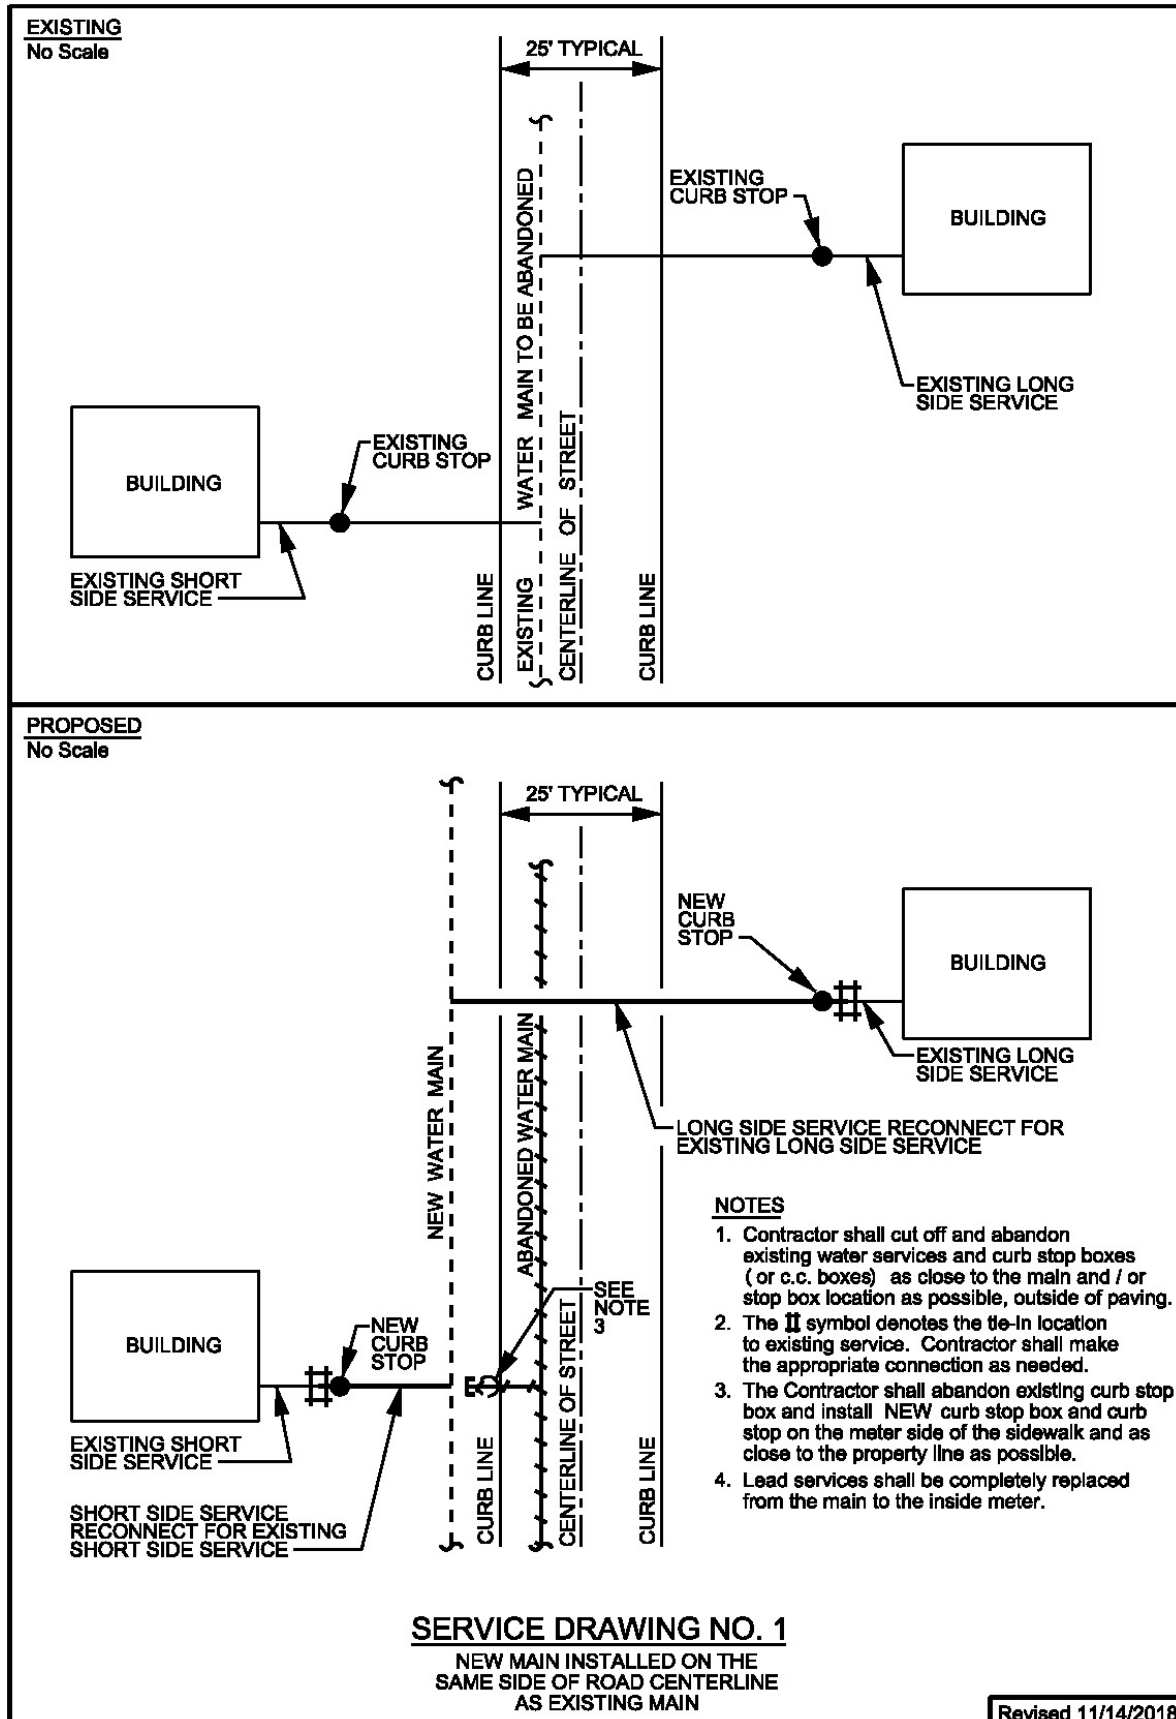 EXISTING
No Scale
25' TYPICAL
EXISTING
CURB STOP
BUILDING
EXISTING WATER MAIN TO BE ABANDONED
EXISTING LONG
SIDE SERVICE
BUILDING
EXISTING
CURB STOP
EXISTING SHORT
SIDE SERVICE
CURB LINE
CENTERLINE OF STREET
CURB LINE
PROPOSED
No Scale
25' TYPICAL
NEW
CURB
STOP
BUILDING
EXISTING LONG
SIDE SERVICE
NEW WATER MAIN
ABANDONED WATER MAIN
LONG SIDE SERVICE RECONNECT FOR
EXISTING LONG SIDE SERVICE
BUILDING
NEW
CURB
STOP
SEE
NOTE
3
EXISTING SHORT
SIDE SERVICE
SHORT SIDE SERVICE
RECONNECT FOR EXISTING
SHORT SIDE SERVICE
CURB LINE
CENTERLINE OF STREET
CURB LINE
NOTES
1. Contractor shall cut off and abandon
existing water services and curb stop boxes
( or c.c. boxes) as close to the main and / or
stop box location as possible, outside of paving.
2. The II symbol denotes the tie-in location
to existing service. Contractor shall make
the appropriate connection as needed.
3. The Contractor shall abandon existing curb stop
box and install NEW curb stop box and curb
stop on the meter side of the sidewalk and as
close to the property line as possible.
4. Lead services shall be completely replaced
from the main to the inside meter.
SERVICE DRAWING NO. 1
NEW MAIN INSTALLED ON THE
SAME SIDE OF ROAD CENTERLINE
AS EXISTING MAIN
Revised 11/14/2018